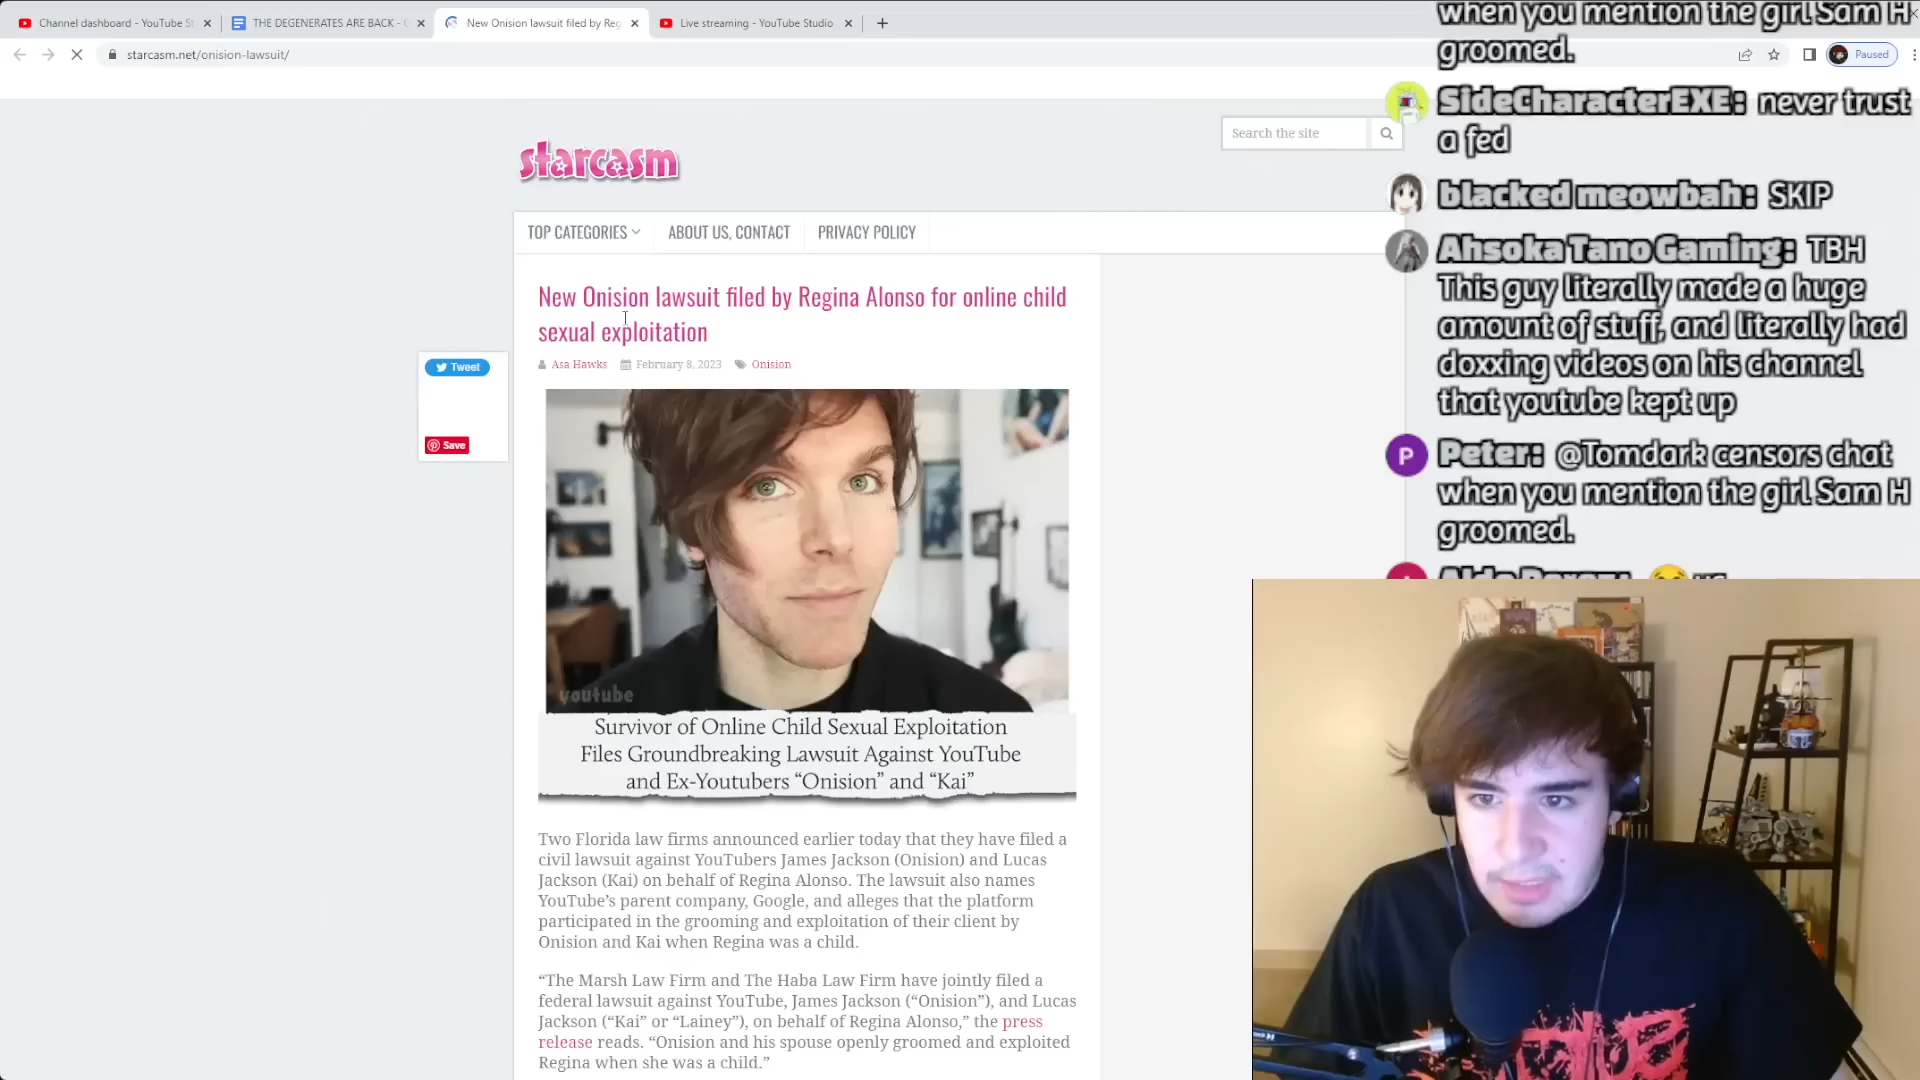 Channel dashboard - YouTube St
THE DEGENERATES ARE BACK - G
New Onision lawsuit filed by Reg
Live streaming - YouTube Studio
starcasm.net/onision-lawsuit/
Paused
Search the site
starcasm
TOP CATEGORIES
ABOUT US, CONTACT
PRIVACY POLICY
New Onision lawsuit filed by Regina Alonso for online child
sexual exploitation
Asa Hawks
February 8, 2023
Onision
Tweet
Save
youtube
Survivor of Online Child Sexual Exploitation
Files Groundbreaking Lawsuit Against YouTube
and Ex-Youtubers “Onision” and “Kai”
Two Florida law firms announced earlier today that they have filed a
civil lawsuit against YouTubers James Jackson (Onision) and Lucas
Jackson (Kai) on behalf of Regina Alonso. The lawsuit also names
YouTube’s parent company, Google, and alleges that the platform
participated in the grooming and exploitation of their client by
Onision and Kai when Regina was a child.
“The Marsh Law Firm and The Haba Law Firm have jointly filed a
federal lawsuit against YouTube, James Jackson (“Onision”), and Lucas
Jackson (“Kai” or “Lainey”), on behalf of Regina Alonso,” the press
release reads. “Onision and his spouse openly groomed and exploited
Regina when she was a child.”
when you mention the girl Sam H
groomed.
SideCharacterEXE: never trust
a fed
blacked meowbah: SKIP
Ahsoka Tano Gaming: TBH
This guy literally made a huge
amount of stuff, and literally had
doxxing videos on his channel
that youtube kept up
P
Peter: @Tomdark censors chat
when you mention the girl Sam H
groomed.